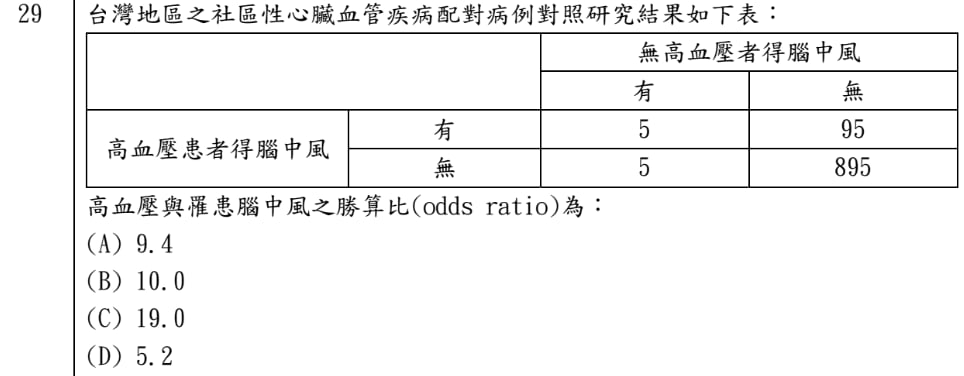 29 台灣地區之社區性心臟血管疾病配對病例對照研究結果如下表：
無高血壓者得腦中風
有 無
高血壓患者得腦中風 有 5 95
無 5 895
高血壓與罹患腦中風之勝算比(odds ratio)為：
(A) 9.4
(B) 10.0
(C) 19.0
(D) 5.2